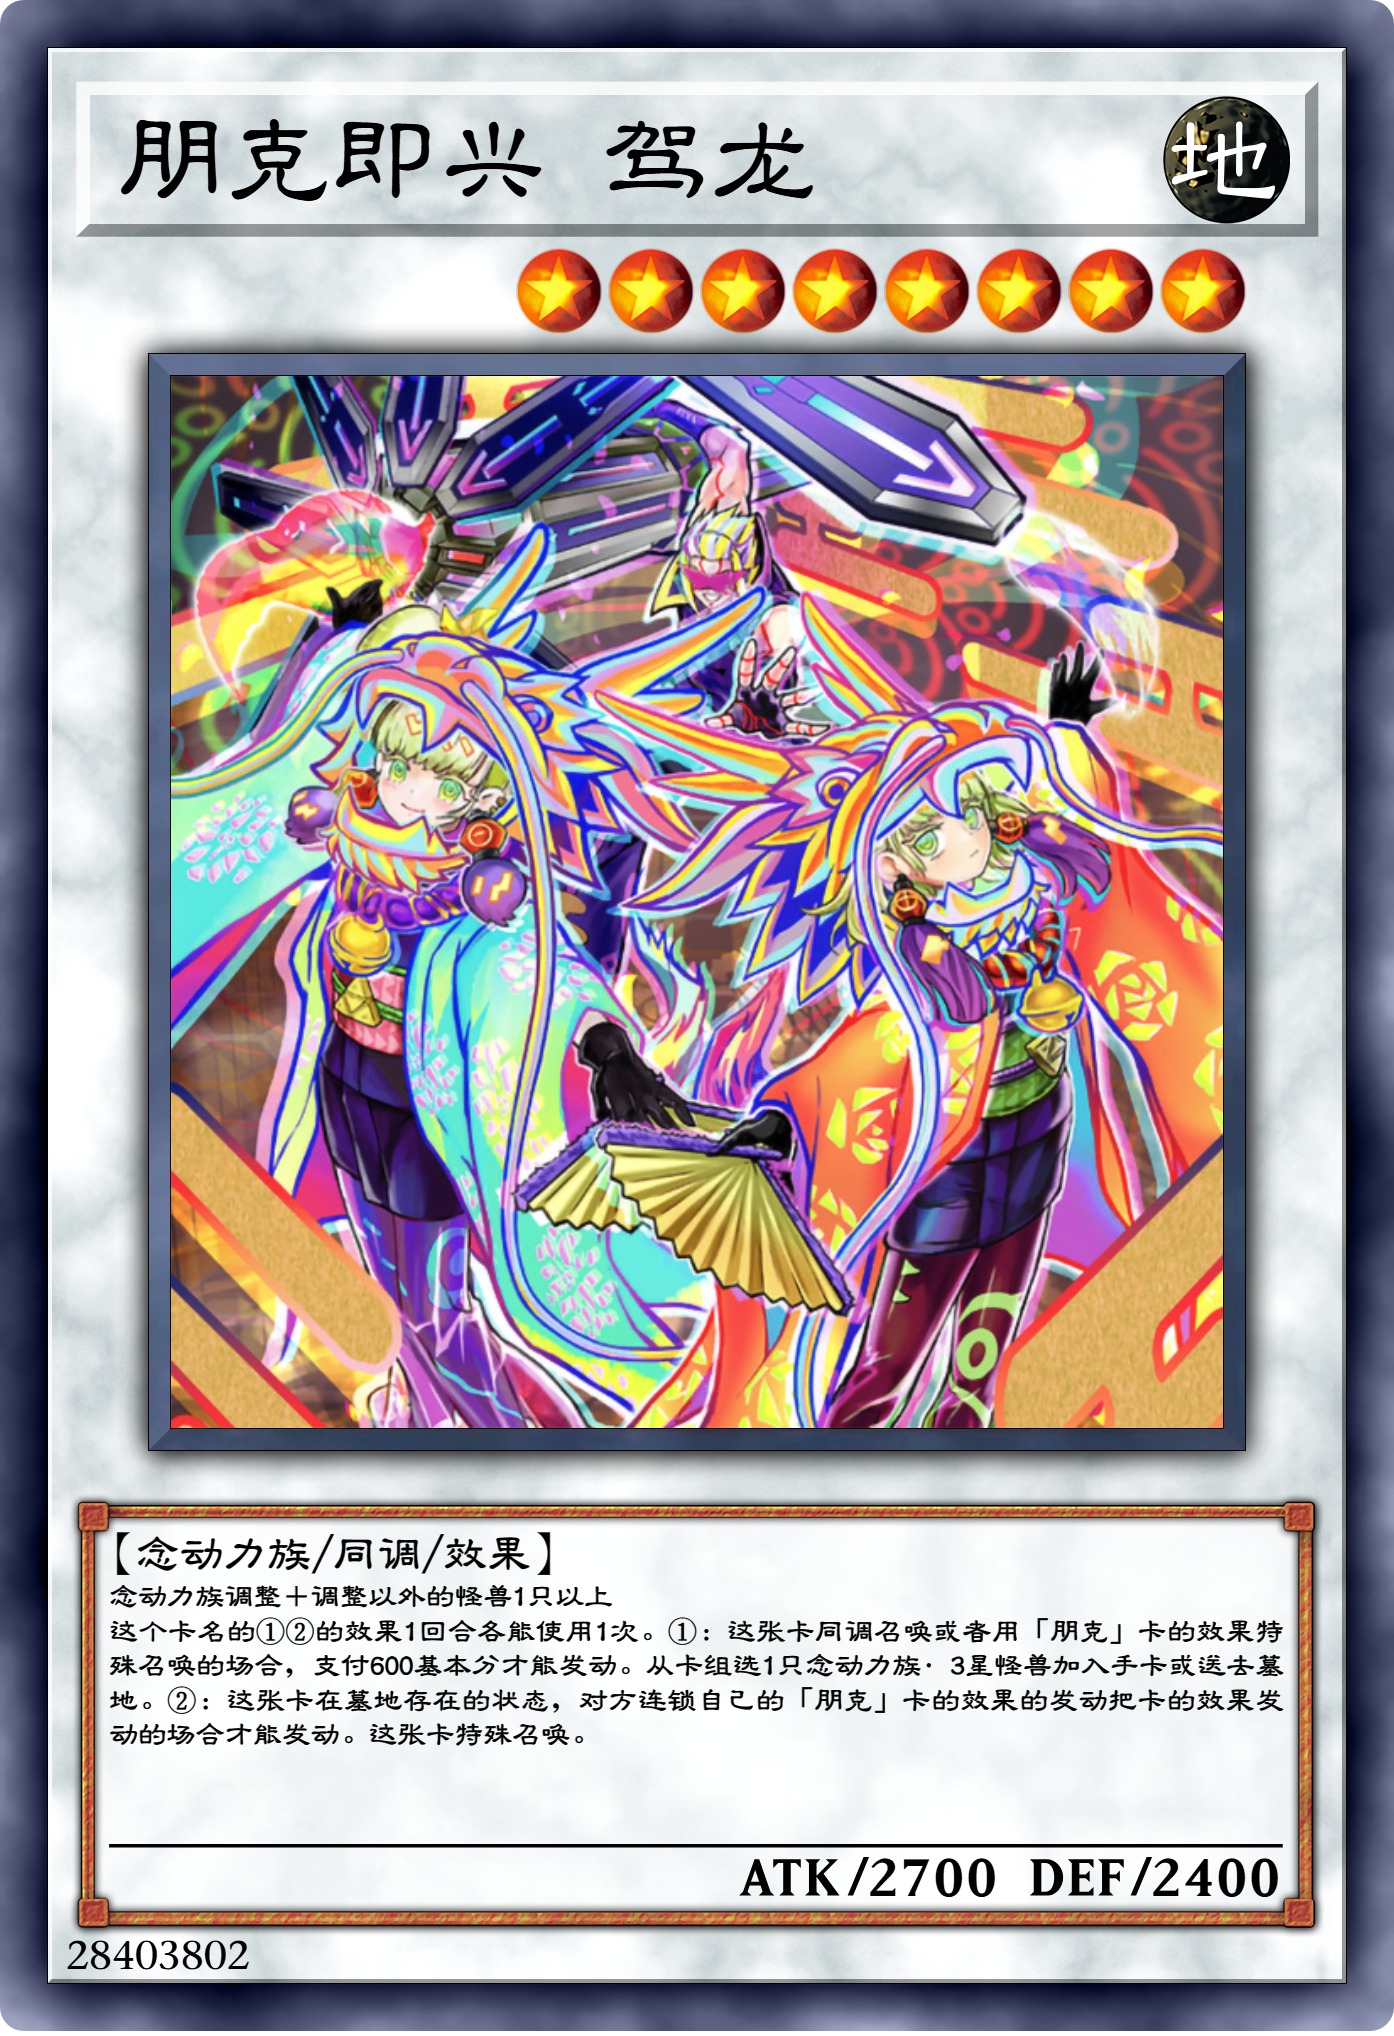 朋克即兴 驾龙
地
【念动力族/同调/效果】
念动力族调整＋调整以外的怪兽1只以上
这个卡名的①②的效果1回合各能使用1次。①：这张卡同调召唤或者用「朋克」卡的效果特
殊召唤的场合，支付600基本分才能发动。从卡组选1只念动力族·3星怪兽加入手卡或送去墓
地。②：这张卡在墓地存在的状态，对方连锁自己的「朋克」卡的效果的发动把卡的效果发
动的场合才能发动。这张卡特殊召唤。
ATK/2700 DEF/2400
28403802